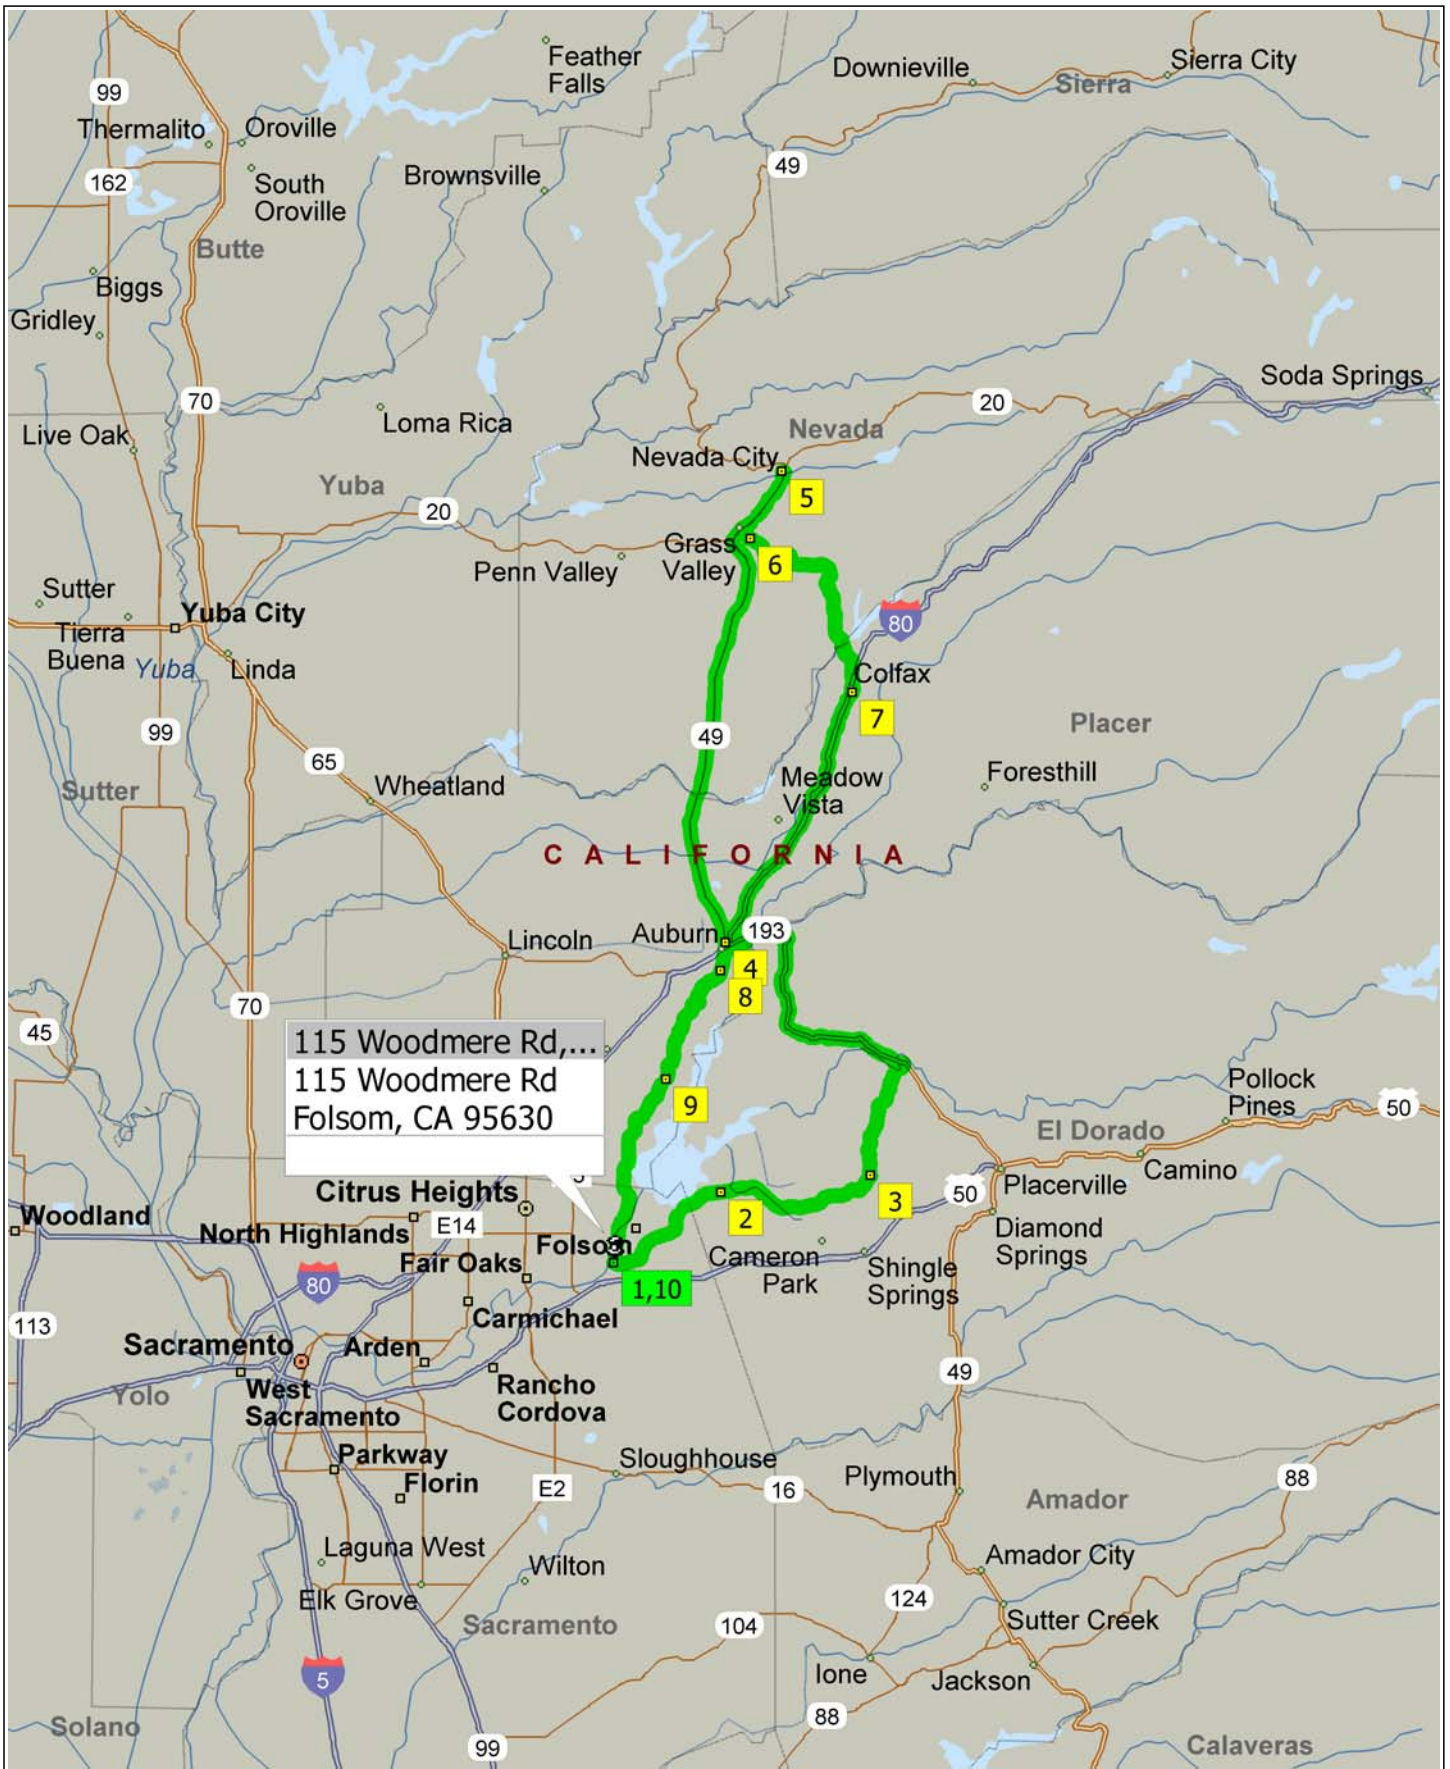 Feather
Falls
Downieville
Sierra City
Sierra
99
Thermalito
Oroville
49
162
South
Oroville
Brownsville
Butte
Biggs
Gridley
Soda Springs
70
20
Loma Rica
Live Oak
Nevada
Nevada City
Yuba
5
20
Grass
Valley
6
Penn Valley
Sutter
Yuba City
80
Tierra
Buena
Yuba
Linda
Colfax
7
Placer
99
49
65
Meadow
Vista
Foresthill
Sutter
Wheatland
CALIFORNIA
Auburn
193
Lincoln
4
8
70
45
115 Woodmere Rd,...
115 Woodmere Rd
Folsom, CA 95630
9
Pollock
Pines
50
El Dorado
Camino
Placerville
50
3
2
Citrus Heights
Woodland
North Highlands
E14
Folsom
Diamond
Springs
Cameron
Park
Shingle
Springs
Fair Oaks
80
1,10
Carmichael
113
Sacramento
Arden
49
West
Sacramento
Yolo
Rancho
Cordova
Parkway
Florin
Sloughhouse
E2
16
Plymouth
88
Amador
Laguna West
Wilton
Amador City
Elk Grove
124
Sutter Creek
Sacramento
104
Ione
Jackson
5
88
Solano
99
Calaveras